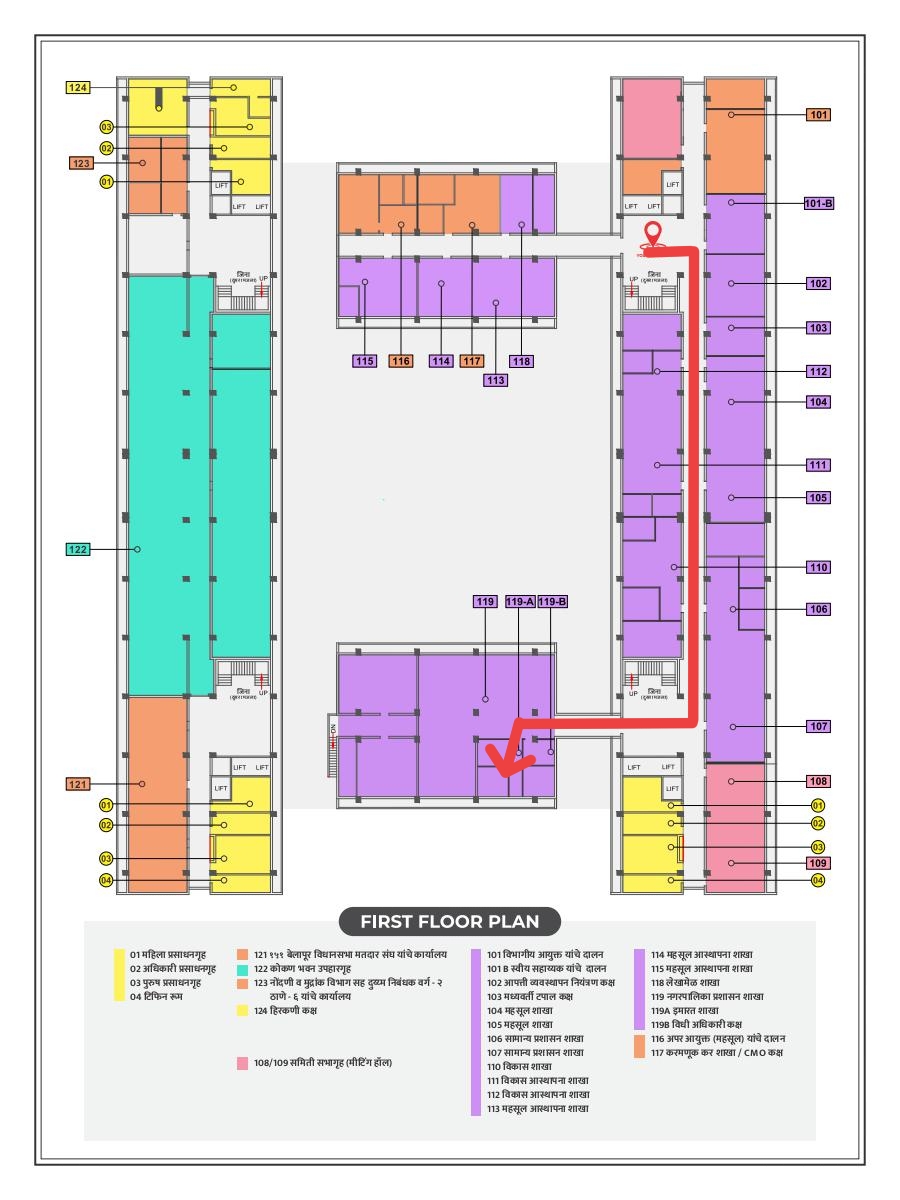 124
03
02
123
01
LIFT
LIFT LIFT
जिना
UP
122
121
LIFT LIFT
LIFT
01
02
03
04
जिना
UP
116
117
118
115
116
114
117
118
113
119
119-A
119-B
DN
101
101-B
LIFT
LIFT LIFT
UP
जिना
102
103
112
104
111
105
110
106
जिना
UP
107
LIFT LIFT
LIFT
108
01
02
03
109
04
FIRST FLOOR PLAN
01 महिला प्रसाधनगृह
02 अधिकारी प्रसाधनगृह
03 पुरुष प्रसाधनगृह
04 टिफिन रूम
121 १५१ बेलापूर विधानसभा मतदार संघ यांचे कार्यालय
122 कोकण भवन उपहारगृह
123 नोंदणी व मुद्रांक विभाग सह दुय्यम निबंधक वर्ग - २
ठाणे - ६ यांचे कार्यालय
124 हिरकणी कक्ष
108/109 समिती सभागृह (मीटिंग हॉल)
101 विभागीय आयुक्त यांचे दालन
101 B स्वीय सहाय्यक यांचे दालन
102 आपत्ती व्यवस्थापन नियंत्रण कक्ष
103 मध्यवर्ती टपाल कक्ष
104 महसूल शाखा
105 महसूल शाखा
106 सामान्य प्रशासन शाखा
107 सामान्य प्रशासन शाखा
110 विकास शाखा
111 विकास आस्थापना शाखा
112 विकास आस्थापना शाखा
113 महसूल आस्थापना शाखा
114 महसूल आस्थापना शाखा
115 महसूल आस्थापना शाखा
118 लेखामेळ शाखा
119 नगरपालिका प्रशासन शाखा
119A इमारत शाखा
119B विधी अधिकारी कक्ष
116 अपर आयुक्त (महसूल) यांचे दालन
117 करमणूक कर शाखा / CMO कक्ष